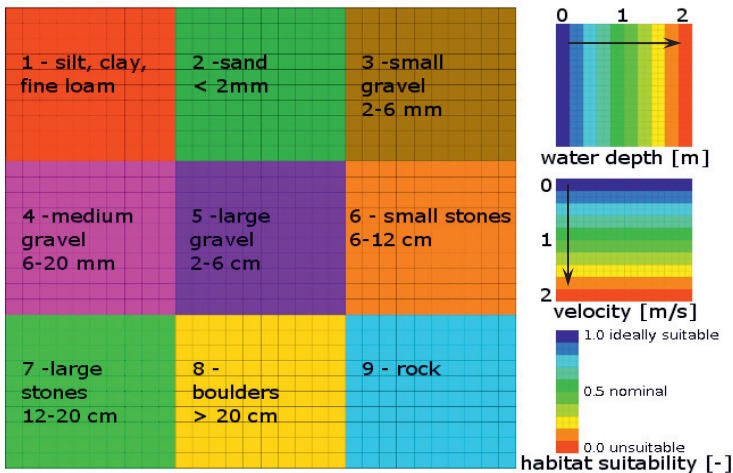 1 - silt, clay,
fine loam
2 -sand
< 2mm
3 -small
gravel
2-6 mm
4 -medium
gravel
6-20 mm
5 -large
gravel
2-6 cm
6 - small stones
6-12 cm
7 -large
stones
12-20 cm
8 -
boulders
> 20 cm
9 - rock
0 1 2
water depth [m]
0
1
2
velocity [m/s]
1.0 ideally suitable
0.5 nominal
0.0 unsuitable
habitat suitability [-]